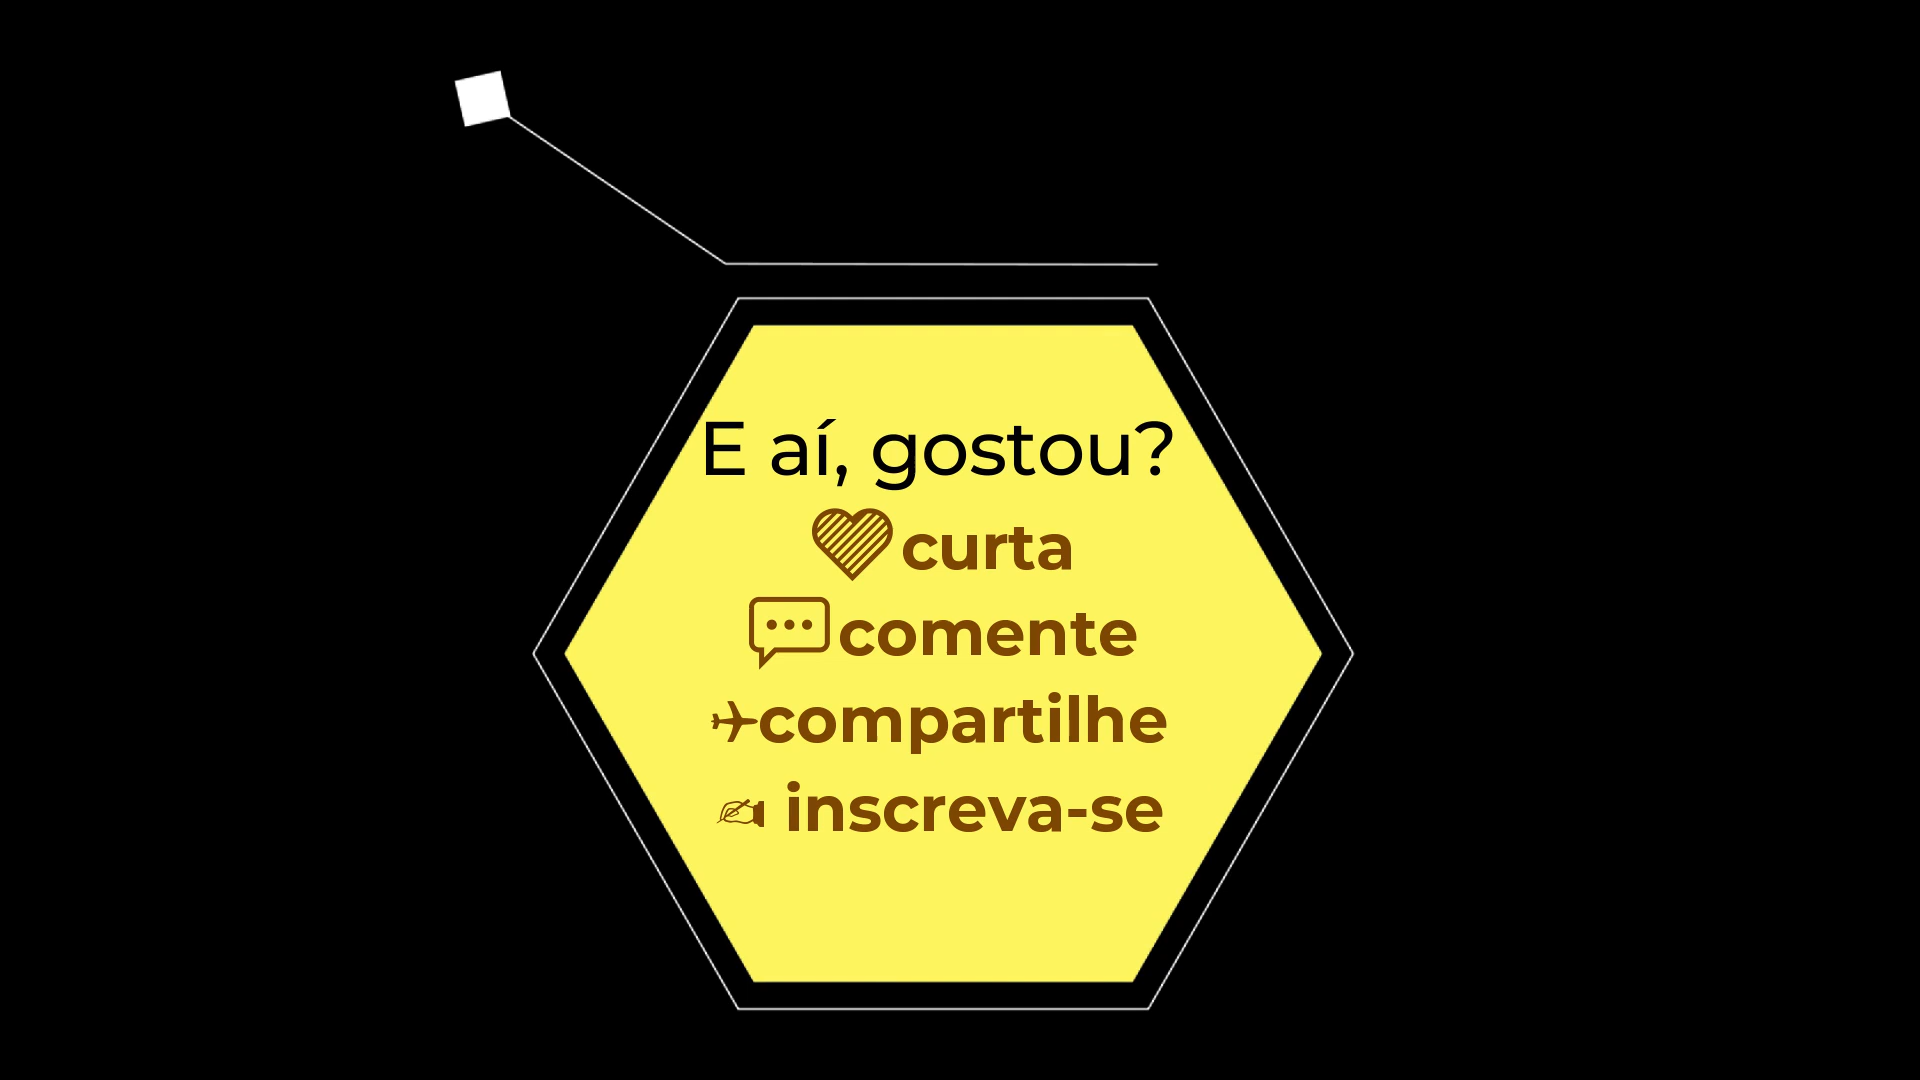 E aí, gostou?
curta
comente
compartilhe
inscreva-se